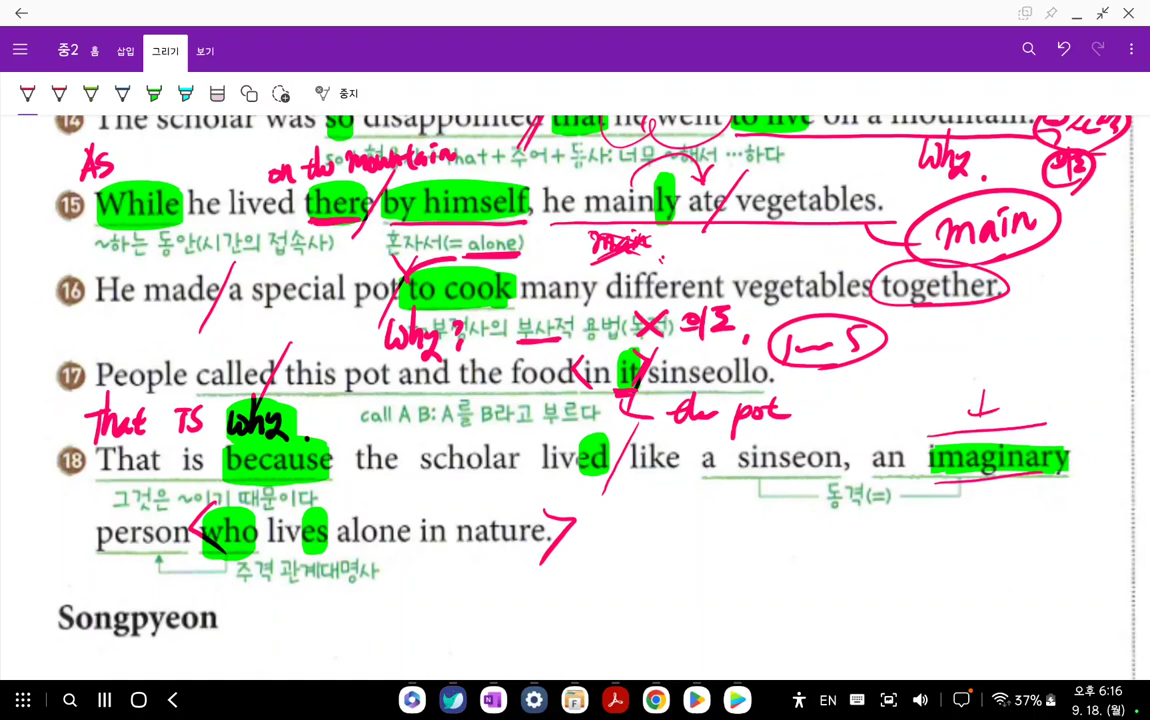 중2 홈 삽입 그리기 보기
중지
14 The scholar was so disappointed that he went to live on a mountain.
that + 주어 + 동사: 너무 ~해서 …하다
As on the mountain why.
15 While he lived there by himself, he mainly ate vegetables.
~하는 동안(시간의 접속사) 혼자서(= alone) main main
16 He made a special pot to cook many different vegetables together.
why? 부정사의 부사적 용법(목적) 의도.
17 People called this pot and the food in it sinseollo.
That is why. call A B: A를 B라고 부르다 the pot
18 That is because the scholar lived like a sinseon, an imaginary
그것은 ~이기 때문이다 동격(=)
person who lives alone in nature.
주격 관계대명사
Songpyeon
EN 37% 오후 6:16
9. 18. (월)